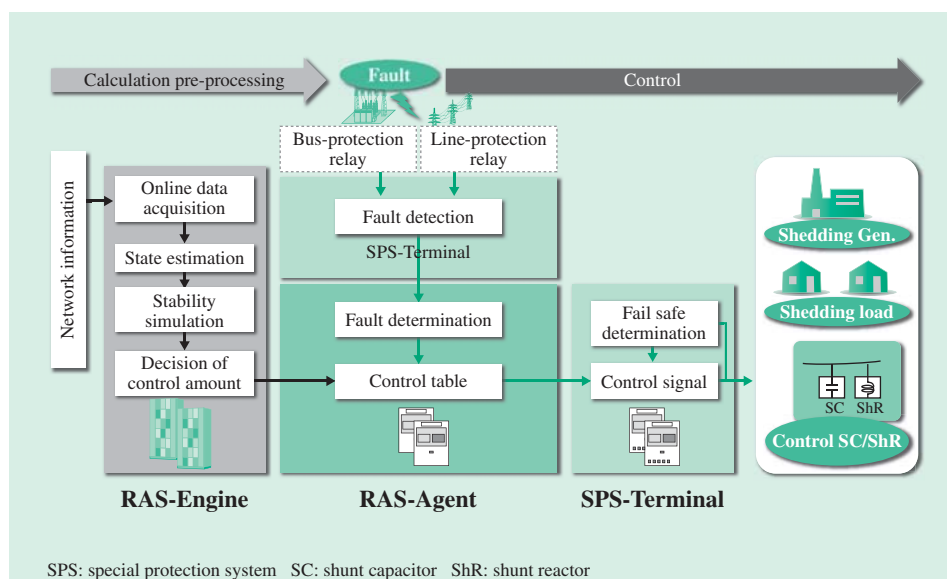 Calculation pre-processing
Fault
Control
Bus-protection
relay
Line-protection
relay
Network information
Online data
acquisition
State estimation
Stability
simulation
Decision of
control amount
RAS-Engine
Fault detection
SPS-Terminal
Fault determination
Control table
RAS-Agent
Fail safe
determination
Control signal
SPS-Terminal
Shedding Gen.
Shedding load
SC ShR
Control SC/ShR
SPS: special protection system SC: shunt capacitor ShR: shunt reactor